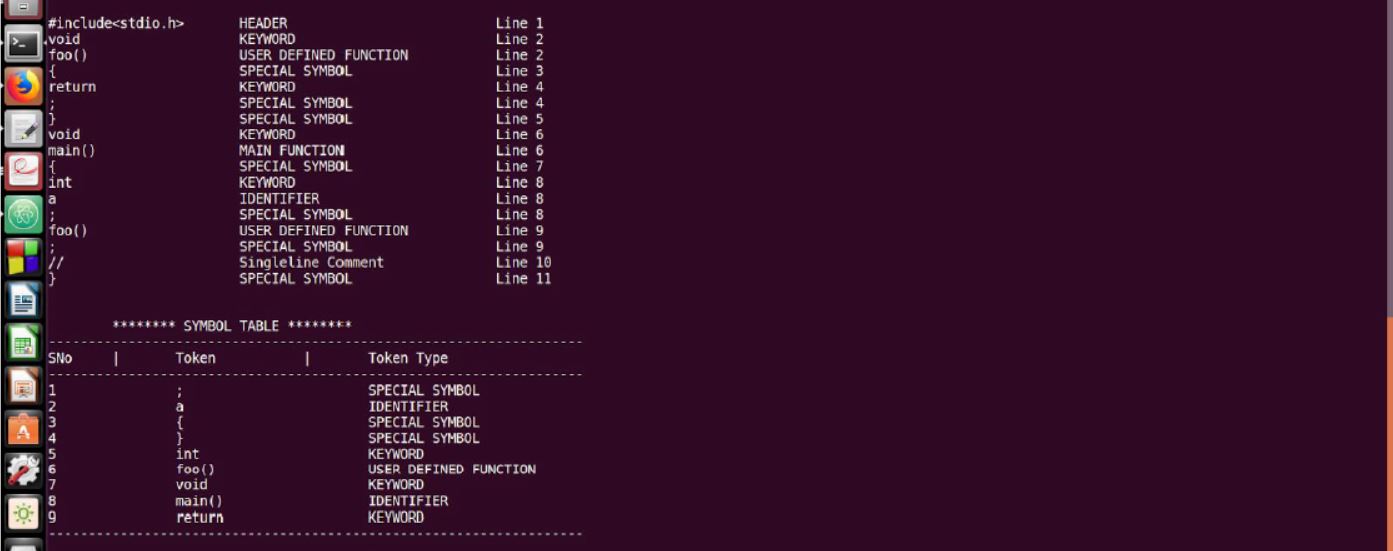 #include<stdio.h> HEADER Line 1
void KEYWORD Line 2
foo() USER DEFINED FUNCTION Line 2
{ SPECIAL SYMBOL Line 3
return KEYWORD Line 4
; SPECIAL SYMBOL Line 4
} SPECIAL SYMBOL Line 5
void KEYWORD Line 6
main() MAIN FUNCTION Line 6
{ SPECIAL SYMBOL Line 7
int KEYWORD Line 8
a IDENTIFIER Line 8
; SPECIAL SYMBOL Line 8
foo() USER DEFINED FUNCTION Line 9
; SPECIAL SYMBOL Line 9
// Singleline Comment Line 10
} SPECIAL SYMBOL Line 11
******** SYMBOL TABLE ********
SNo | Token | Token Type
1 ; SPECIAL SYMBOL
2 a IDENTIFIER
3 { SPECIAL SYMBOL
4 } SPECIAL SYMBOL
5 int KEYWORD
6 foo() USER DEFINED FUNCTION
7 void KEYWORD
8 main() IDENTIFIER
9 return KEYWORD